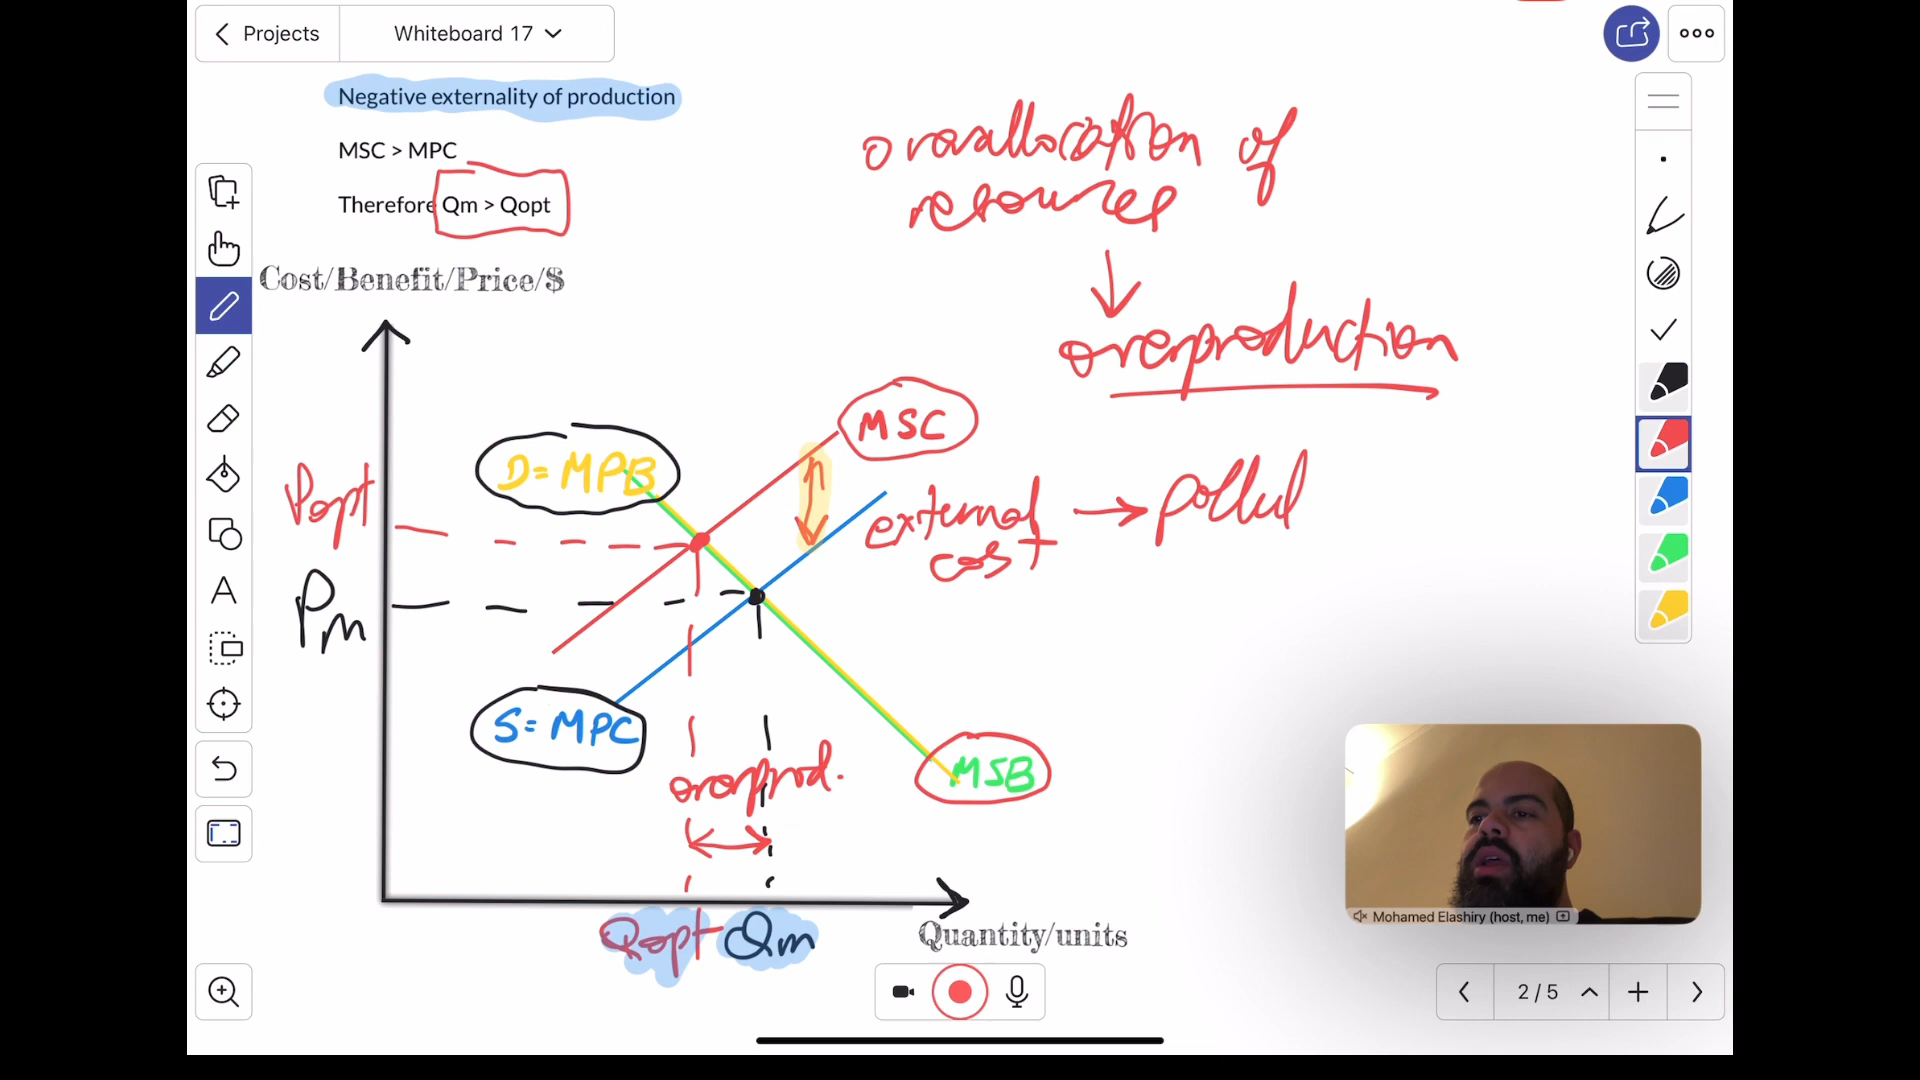 Projects
Whiteboard 17
Negative externality of production
MSC > MPC
Therefore Qm > Qopt
overallocation of
resources
overproduction
Cost/Benefit/Price/$
MSC
D= MPB
Popt
external
cost
pollut
Pm
S= MPC
overprod.
MSB
Qopt Qm
Quantity/units
A
Mohamed Elashiry (host, me)
2 / 5